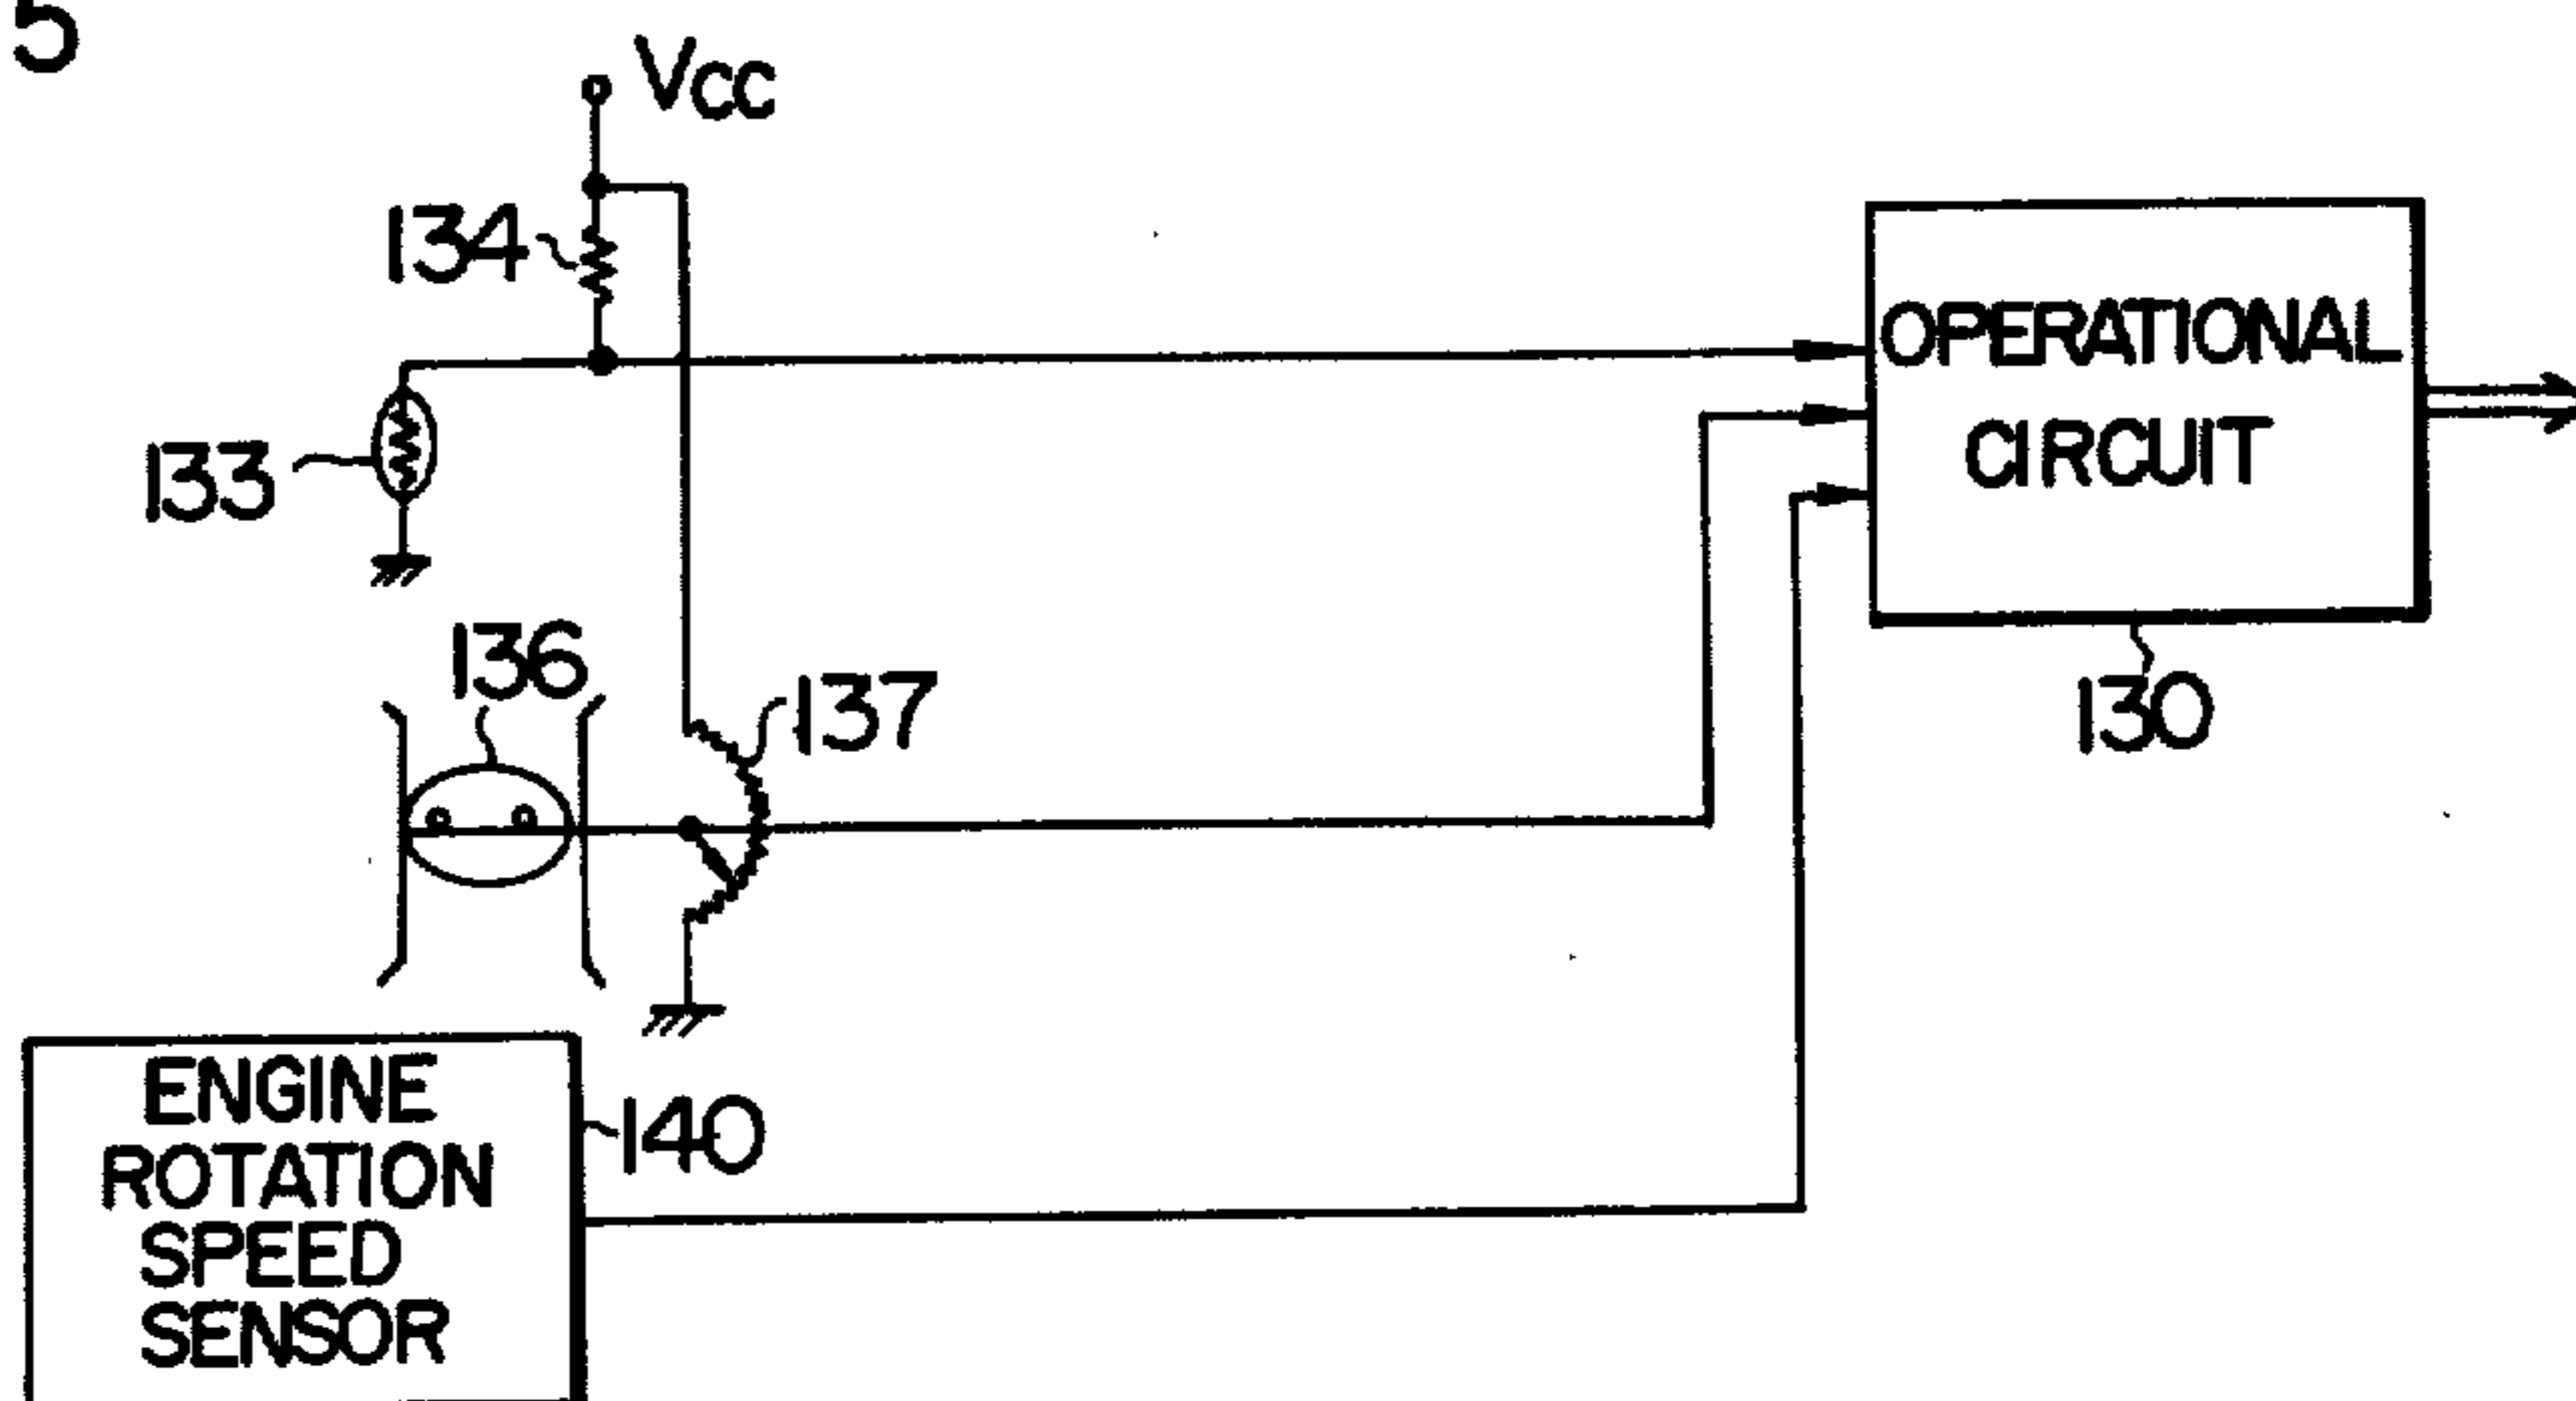 5
Vcc
134
133
OPERATIONAL
CIRCUIT
130
136
137
ENGINE
ROTATION
SPEED
SENSOR
140